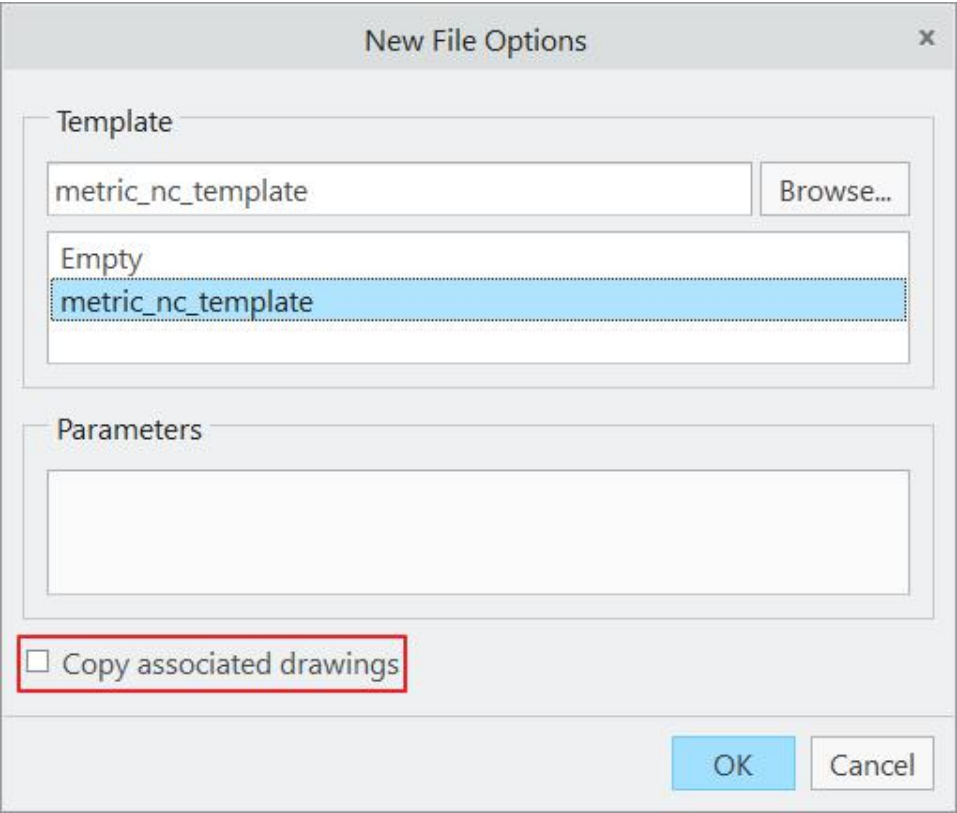 New File Options
x
Template
metric_nc_template
Browse...
Empty
metric_nc_template
Parameters
Copy associated drawings
OK
Cancel